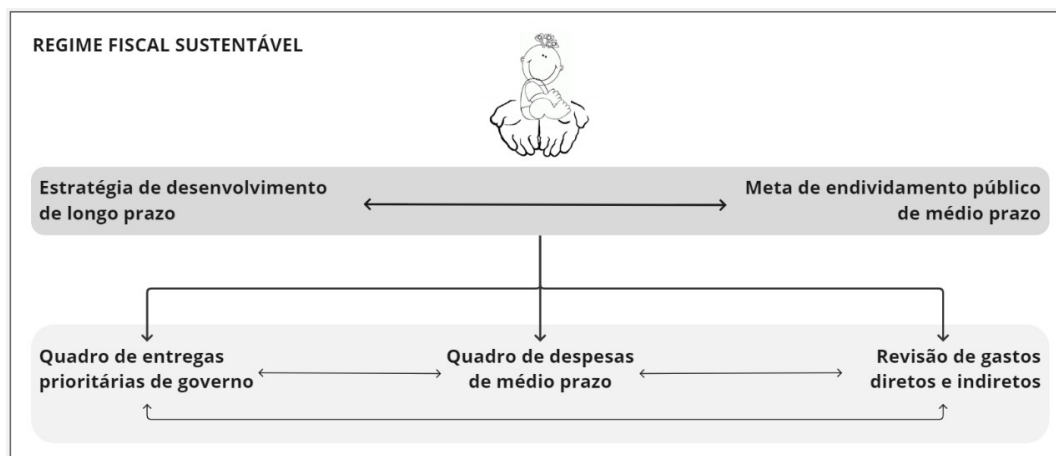 REGIME FISCAL SUSTENTÁVEL
Estratégia de desenvolvimento
de longo prazo
Meta de endividamento público
de médio prazo
Quadro de entregas
prioritárias de governo
Quadro de despesas
de médio prazo
Revisão de gastos
diretos e indiretos